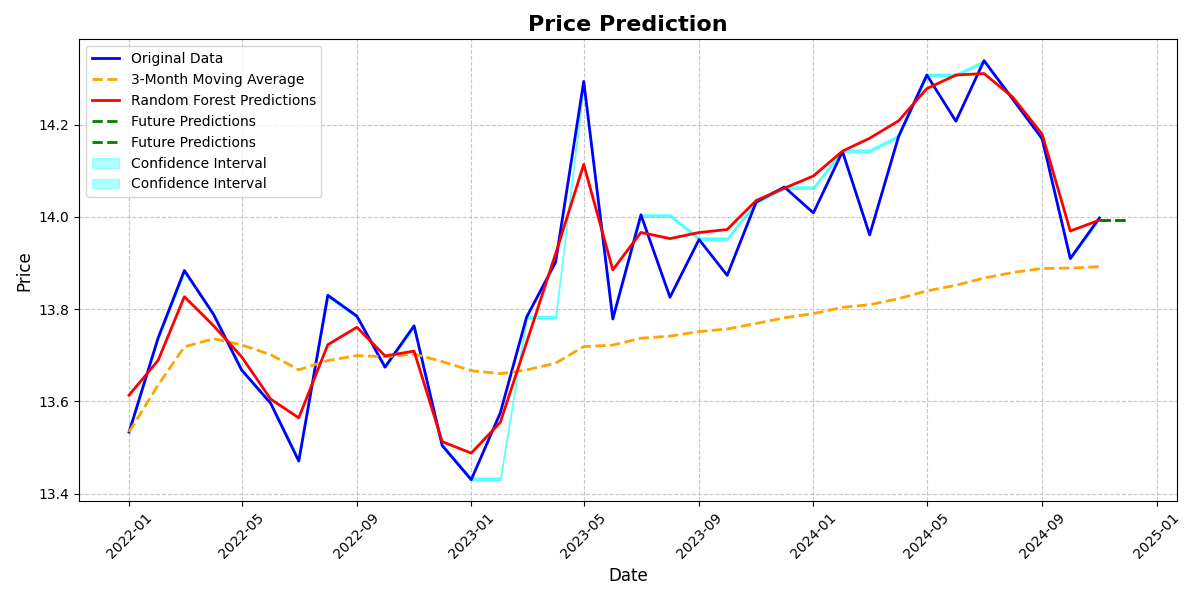 Price Prediction
Original Data
3-Month Moving Average
Random Forest Predictions
Future Predictions
Future Predictions
Confidence Interval
Confidence Interval
Price
14.2
14.0
13.8
13.6
13.4
2022-01
2022-05
2022-09
2023-01
2023-05
2023-09
2024-01
2024-05
2024-09
2025-01
Date